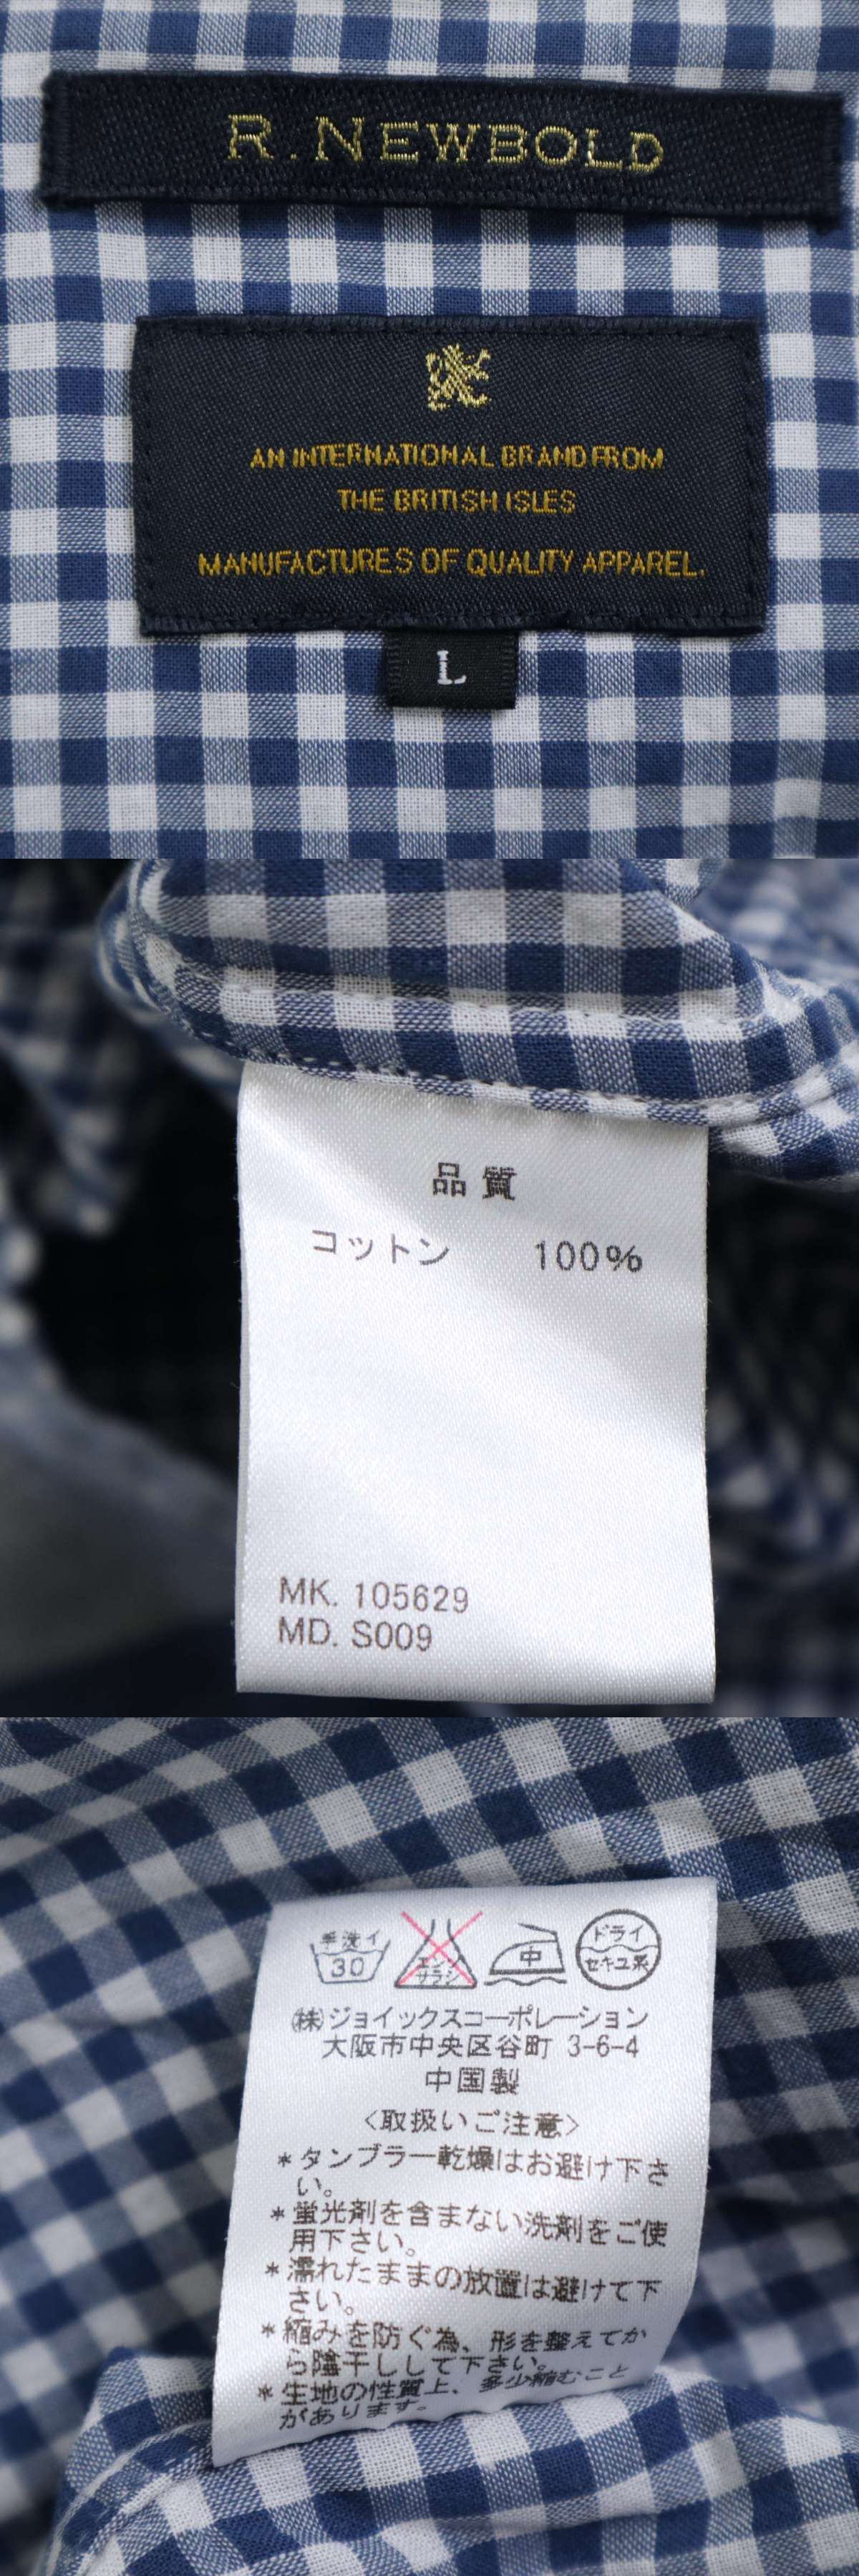 R.NEWBOLD
AN INTERNATIONAL BRAND FROM
THE BRITISH ISLES
MANUFACTURES OF QUALITY APPAREL.
L
品質
コットン 100%
MK. 105629
MD. S009
手洗イ
30
エンソ
サラシ
中
ドライ
セキユ系
㈱ジョイックスコーポレーション
大阪市中央区谷町 3-6-4
中国製
〈取扱いご注意〉
*タンブラー乾燥はお避け下さ
い。
*蛍光剤を含まない洗剤をご使
用下さい。
*濡れたままの放置は避けて下
さい。
*縮みを防ぐ為、形を整えてか
ら陰干しして下さい。
*生地の性質上、多少縮むこと
があります。